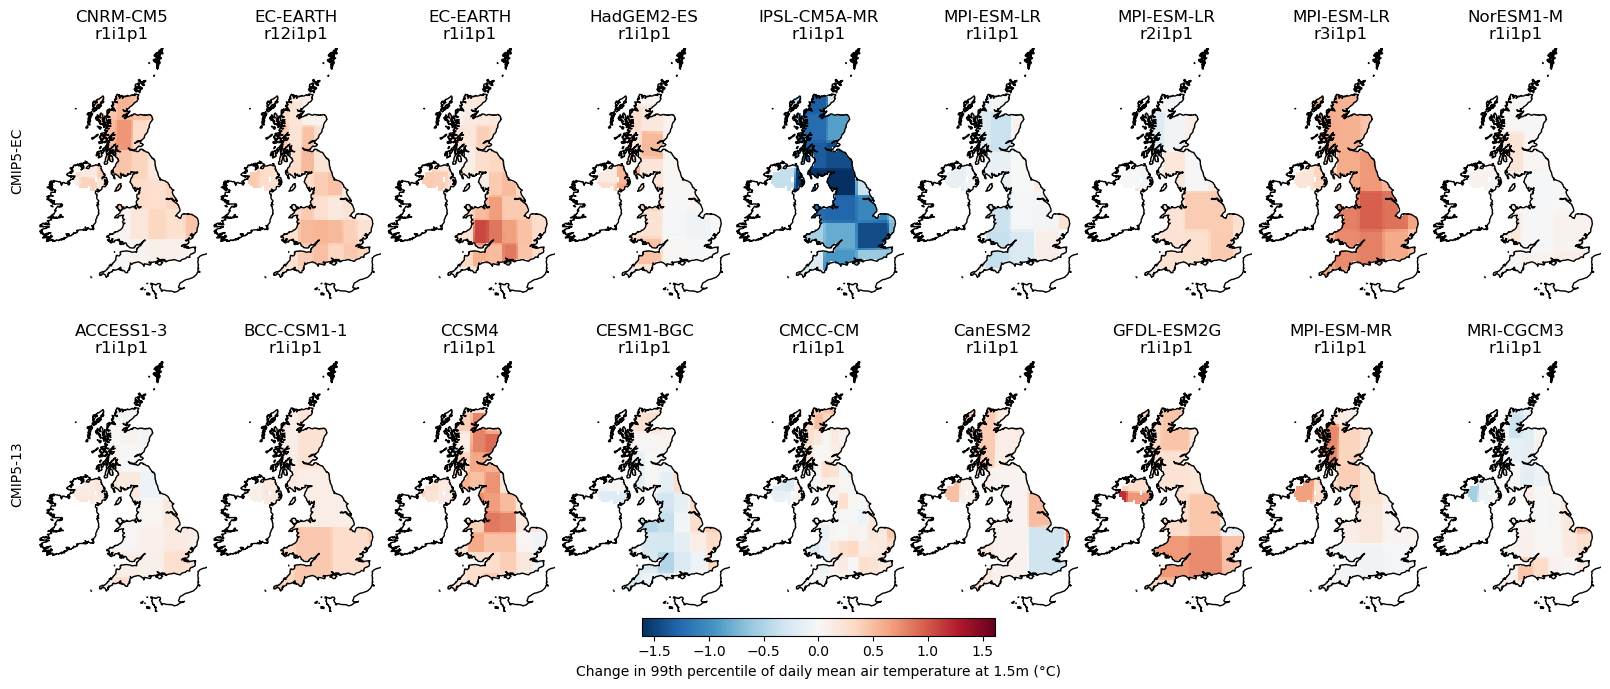 CNRM-CM5 EC-EARTH EC-EARTH HadGEM2-ES IPSL-CM5A-MR MPI-ESM-LR MPI-ESM-LR MPI-ESM-LR NorESM1-M
r1i1p1 r12i1p1 r1i1p1 r1i1p1 r1i1p1 r1i1p1 r2i1p1 r3i1p1 r1i1p1
CMIP5-EC
ACCESS1-3 BCC-CSM1-1 CCSM4 CESM1-BGC CMCC-CM CanESM2 GFDL-ESM2G MPI-ESM-MR MRI-CGCM3
r1i1p1 r1i1p1 r1i1p1 r1i1p1 r1i1p1 r1i1p1 r1i1p1 r1i1p1 r1i1p1
CMIP5-13
−1.5 −1.0 −0.5 0.0 0.5 1.0 1.5
Change in 99th percentile of daily mean air temperature at 1.5m (°C)